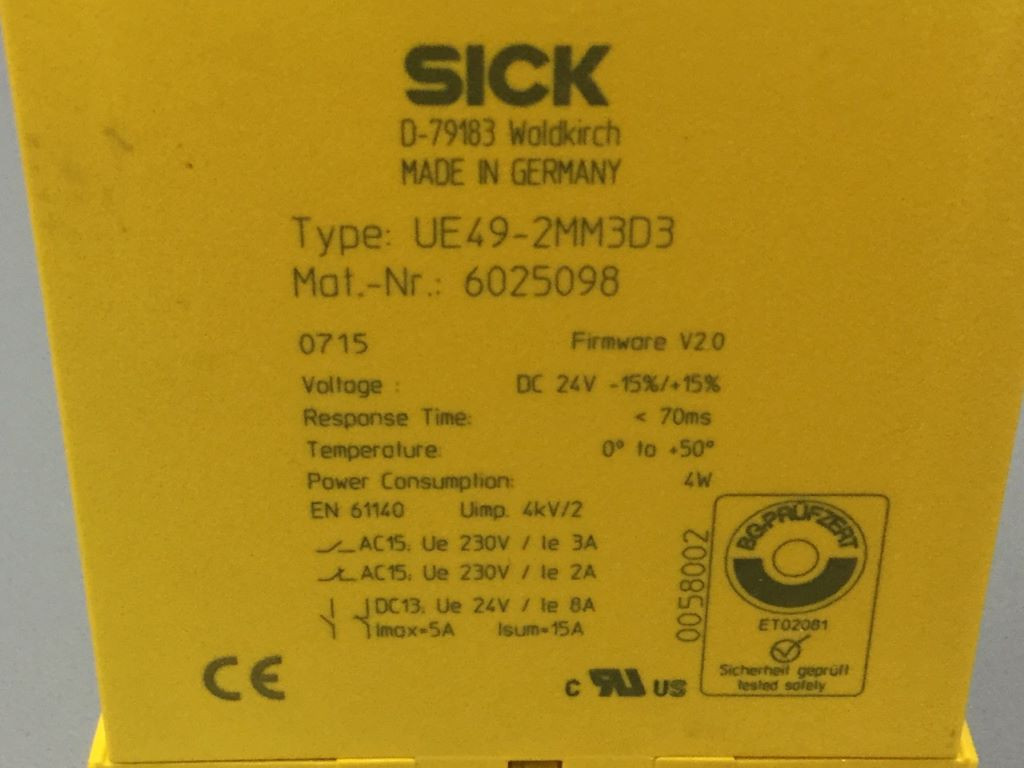 SICK
D-79183 Waldkirch
MADE IN GERMANY
Type: UE49-2MM3D3
Mat.-Nr.: 6025098
0715 Firmware V2.0
Voltage : DC 24V -15%/+15%
Response Time: < 70ms
Temperature: 0° to +50°
Power Consumption: 4W
EN 61140 Uimp. 4kV/2
AC15: Ue 230V / Ie 3A
AC15: Ue 230V / Ie 2A
DC13: Ue 24V / Ie 8A
Imax=5A Isum=15A
0058002
BG-PRÜFZERT
ET02081
Sicherheit geprüft
tested safety
CE
C RU US